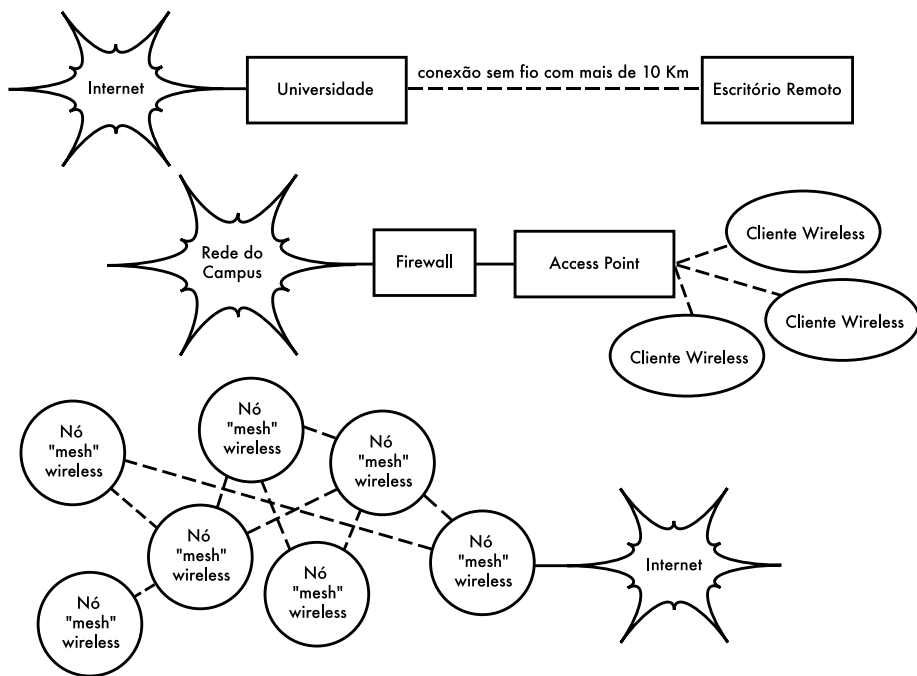 Internet
Universidade
conexão sem fio com mais de 10 Km
Escritório Remoto
Rede do
Campus
Firewall
Access Point
Cliente Wireless
Cliente Wireless
Cliente Wireless
Nó
"mesh"
wireless
Nó
"mesh"
wireless
Nó
"mesh"
wireless
Nó
"mesh"
wireless
Nó
"mesh"
wireless
Nó
"mesh"
wireless
Nó
"mesh"
wireless
Internet